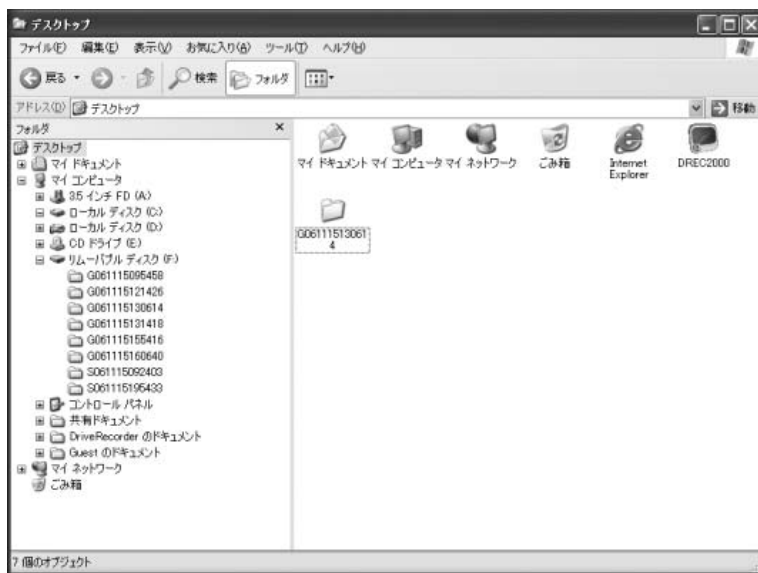 デスクトップ
ファイル(F) 編集(E) 表示(V) お気に入り(A) ツール(T) ヘルプ(H)
戻る 検索 フォルダ
アドレス(D) デスクトップ 移動
フォルダ ×
デスクトップ
マイ ドキュメント
マイ コンピュータ
3.5 インチ FD (A:)
ローカル ディスク (C:)
ローカル ディスク (D:)
CD ドライブ (E:)
リムーバブル ディスク (F:)
G061115095458
G061115121426
G061115130614
G061115131418
G061115155416
G061115160640
S061115092403
S061115195433
コントロール パネル
共有ドキュメント
DriveRecorder のドキュメント
Guest のドキュメント
マイ ネットワーク
ごみ箱
マイ ドキュメント マイ コンピュータ マイ ネットワーク ごみ箱 Internet Explorer DREC2000
G06111513061
4
7 個のオブジェクト